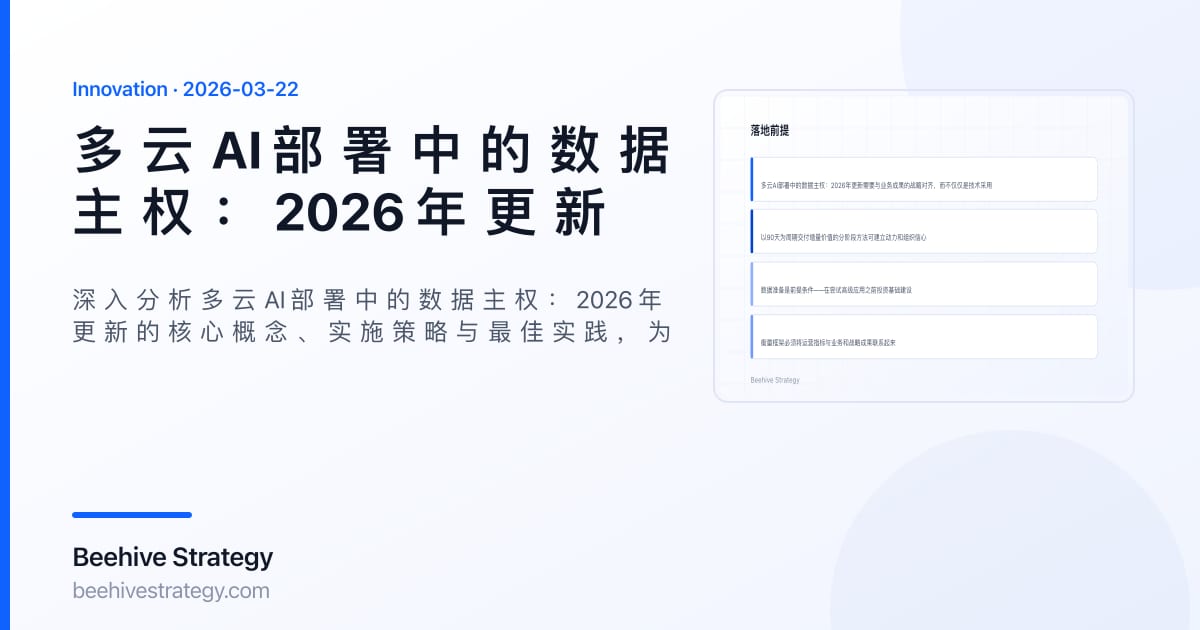 Innovation · 2026-03-22
多云AI部署中的数据
主权：2026年更新
深入分析多云AI部署中的数据主权：2026年
更新的核心概念、实施策略与最佳实践，为
落地前提
多云AI部署中的数据主权：2026年更新需要与业务成果的战略对齐，而不仅仅是技术采用
以90天为周期交付增量价值的分阶段方法可建立动力和组织信心
数据准备是前提条件——在尝试高级应用之前投资基础建设
衡量框架必须将运营指标与业务和战略成果联系起来
Beehive Strategy
Beehive Strategy
beehivestrategy.com